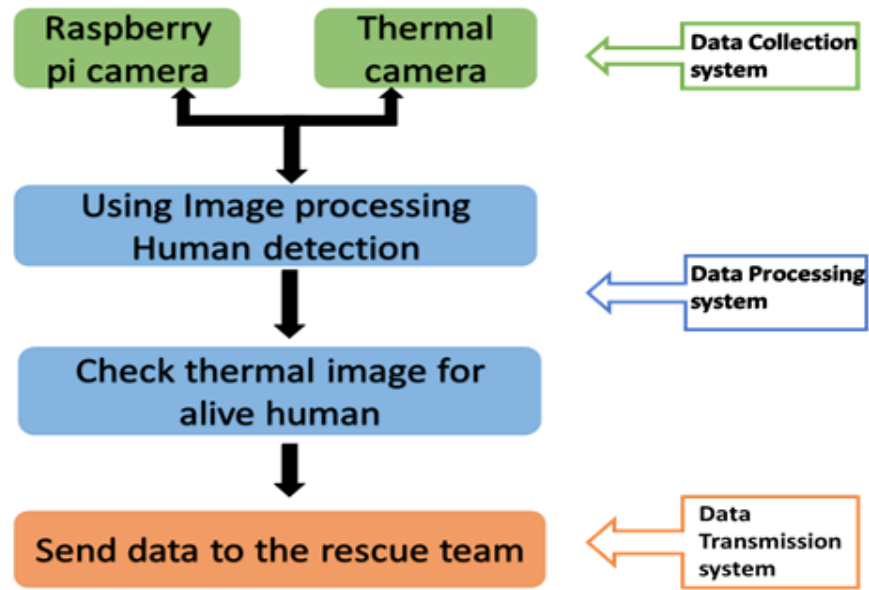 Raspberry
pi camera
Thermal
camera
Data Collection
system
Using Image processing
Human detection
Data Processing
system
Check thermal image for
alive human
Send data to the rescue team
Data
Transmission
system